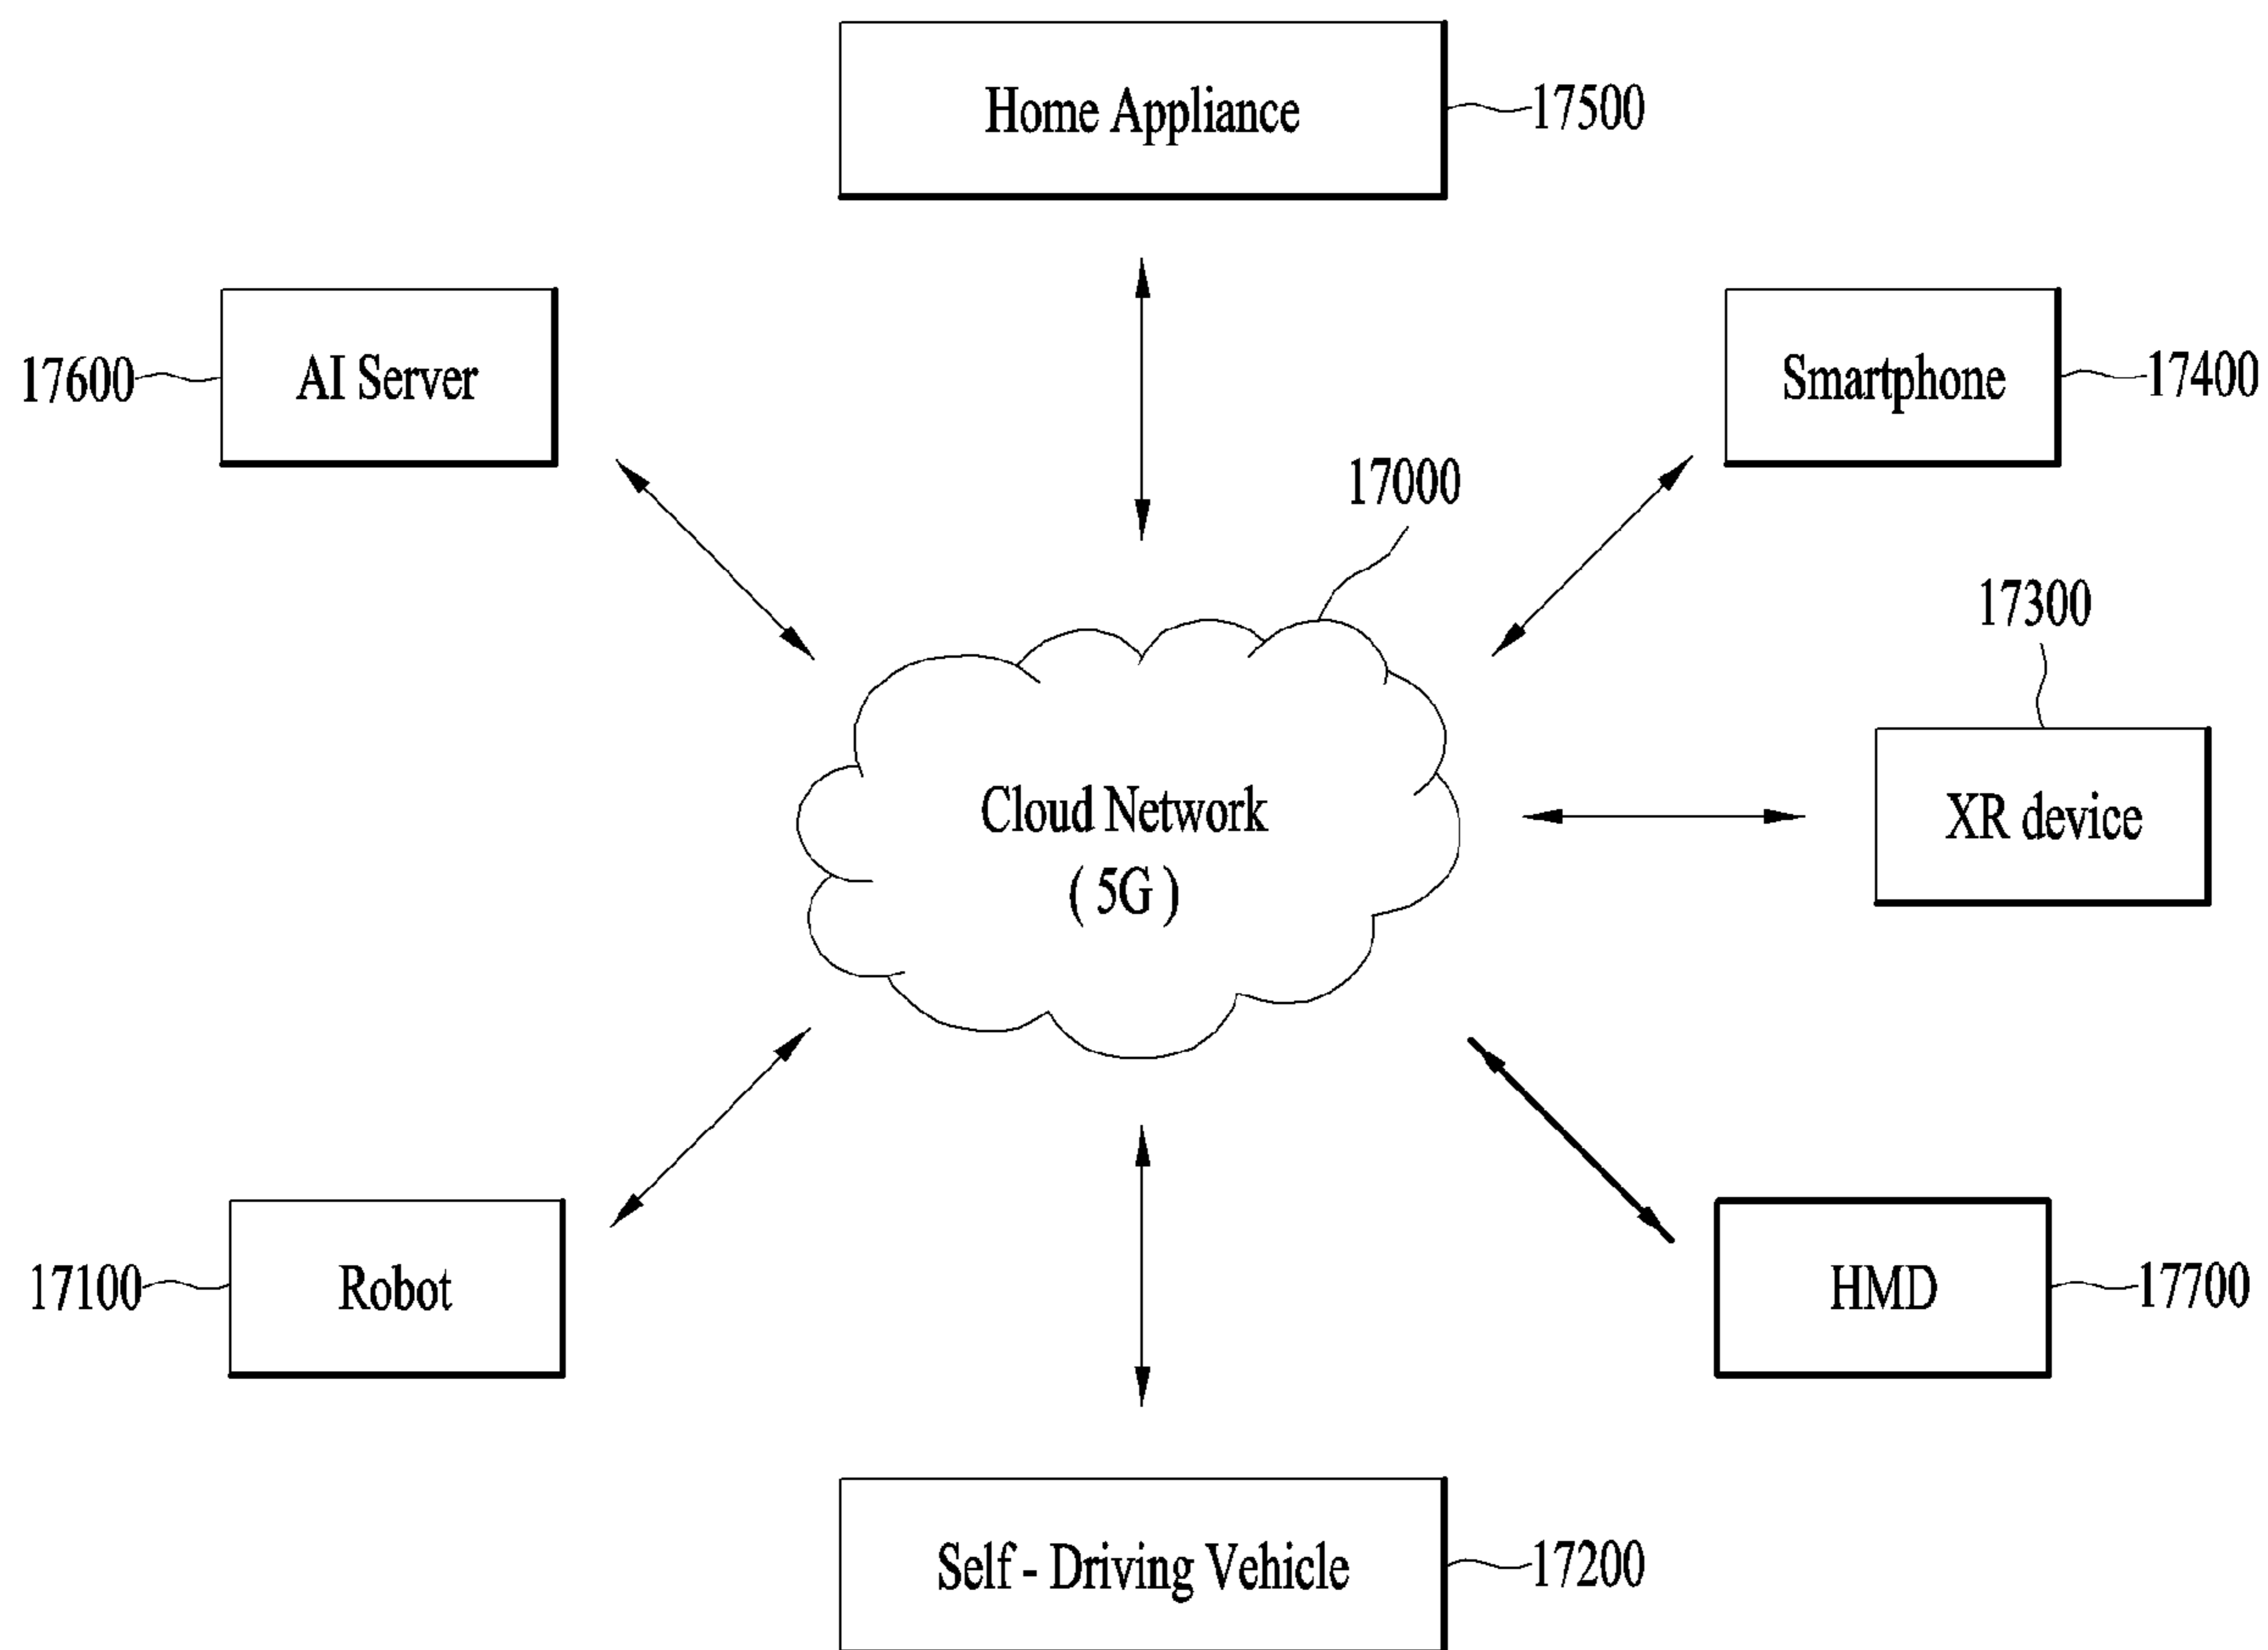 Home Appliance
17500
17600
AI Server
Smartphone
17400
17000
17300
Cloud Network
( 5G )
XR device
17100
Robot
HMD
17700
Self - Driving Vehicle
17200